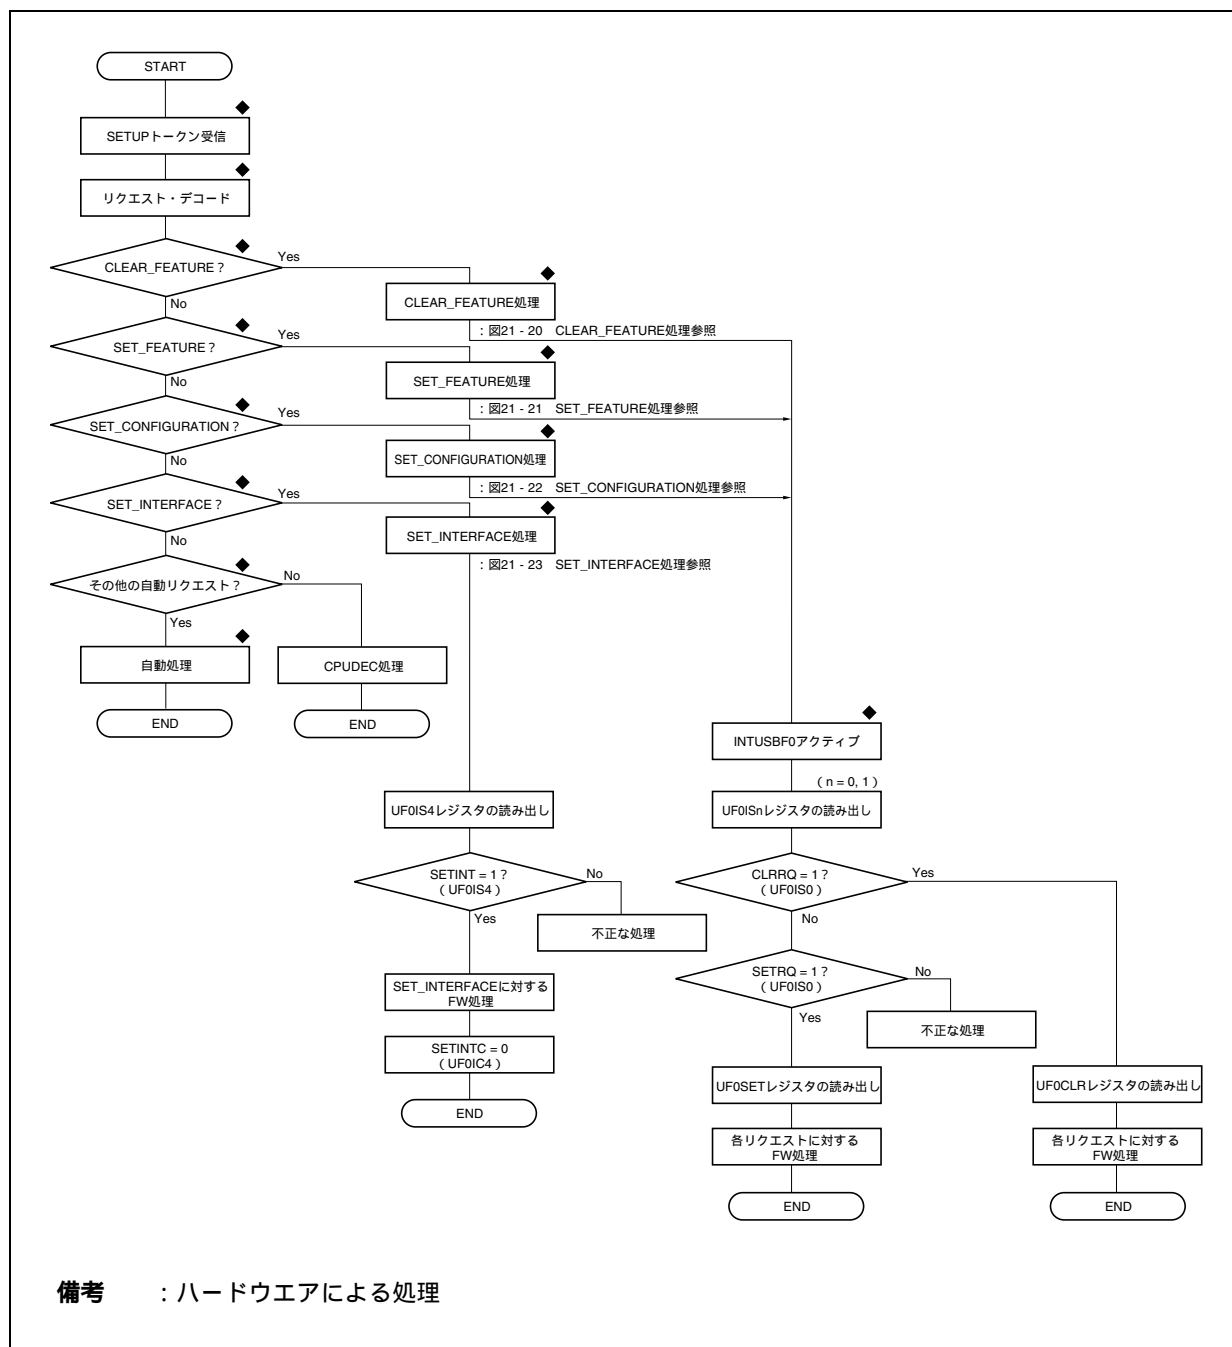 START
SETUPトークン受信
リクエスト・デコード
CLEAR_FEATURE？
Yes
No
CLEAR_FEATURE処理
：図21 - 20 CLEAR_FEATURE処理参照
SET_FEATURE？
Yes
No
SET_FEATURE処理
：図21 - 21 SET_FEATURE処理参照
SET_CONFIGURATION？
Yes
No
SET_CONFIGURATION処理
：図21 - 22 SET_CONFIGURATION処理参照
SET_INTERFACE？
Yes
No
SET_INTERFACE処理
：図21 - 23 SET_INTERFACE処理参照
その他の自動リクエスト？
No
Yes
自動処理
CPUDEC処理
END
END
INTUSBF0アクティブ
（n = 0, 1）
UF0IS4レジスタの読み出し
UF0ISnレジスタの読み出し
SETINT = 1？
（UF0IS4）
No
Yes
不正な処理
CLRRQ = 1？
（UF0IS0）
Yes
No
SETRQ = 1？
（UF0IS0）
No
Yes
不正な処理
SET_INTERFACEに対する
FW処理
SETINTC = 0
（UF0IC4）
END
UF0SETレジスタの読み出し
UF0CLRレジスタの読み出し
各リクエストに対する
FW処理
各リクエストに対する
FW処理
END
END
備考 ：ハードウエアによる処理